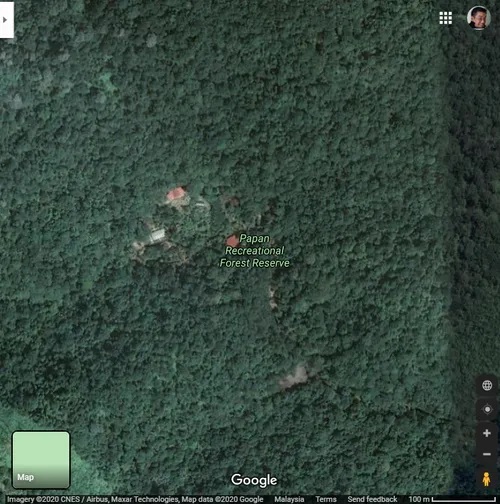 Papan
Recreational
Forest Reserve
Map
Google
Imagery ©2020 CNES / Airbus, Maxar Technologies, Map data ©2020 Google Malaysia Terms Send feedback 100 m